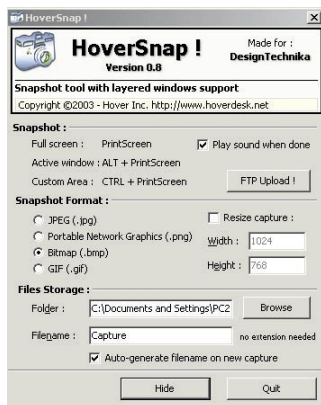 HoverSnap !
HoverSnap !
Version 0.8
Made for :
DesignTechnika
Snapshot tool with layered windows support
Copyright ©2003 - Hover Inc. http://www.hoverdesk.net
Snapshot :
Full screen : PrintScreen
Play sound when done
Active window : ALT + PrintScreen
Custom Area : CTRL + PrintScreen
FTP Upload !
Snapshot Format :
JPEG (.jpg)
Resize capture :
Portable Network Graphics (.png)
Width : 1024
Bitmap (.bmp)
Height : 768
GIF (.gif)
Files Storage :
Folder : C:\Documents and Settings\PC2
Browse
Filename : Capture
no extension needed
Auto-generate filename on new capture
Hide
Quit